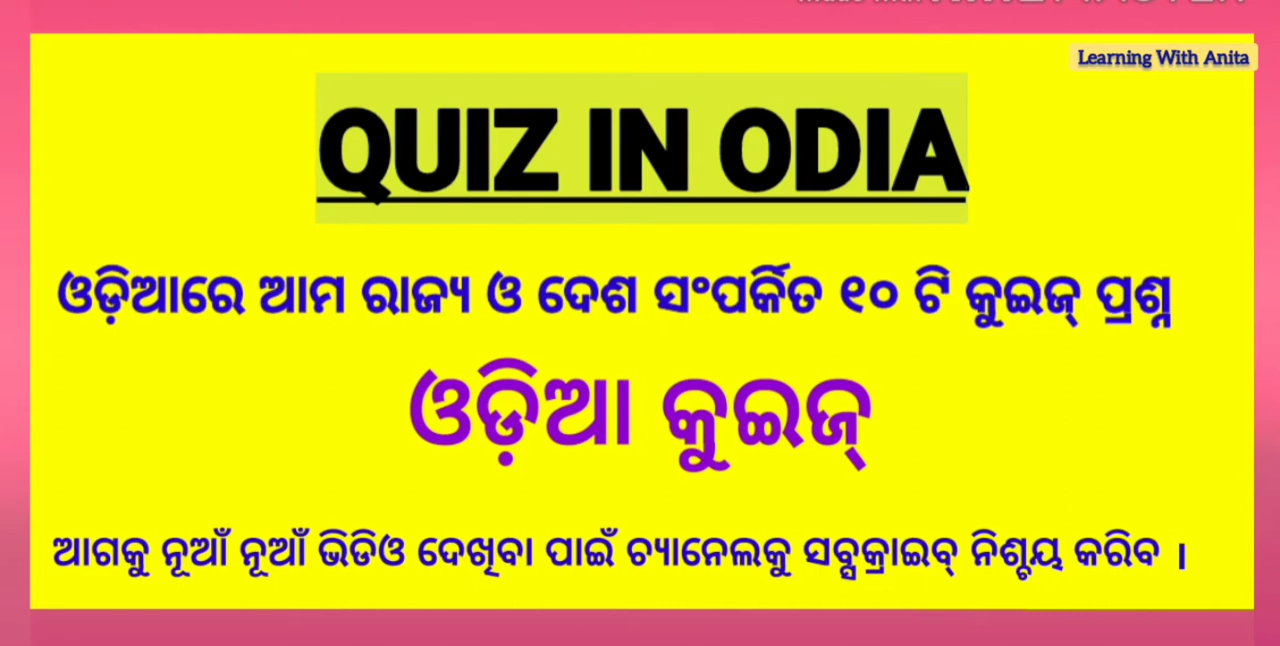 Learning With Anita
QUIZ IN ODIA
ଓଡ଼ିଆରେ ଆମ ରାଜ୍ୟ ଓ ଦେଶ ସଂପର୍କିତ ୧୦ ଟି କୁଇଜ୍ ପ୍ରଶ୍ନ
ଓଡ଼ିଆ କୁଇଜ୍
ଆଗକୁ ନୂଆଁ ନୂଆଁ ଭିଡିଓ ଦେଖିବା ପାଇଁ ଚ୍ୟାନେଲକୁ ସବ୍ସକ୍ରାଇବ୍ ନିଶ୍ଚୟ କରିବ ।